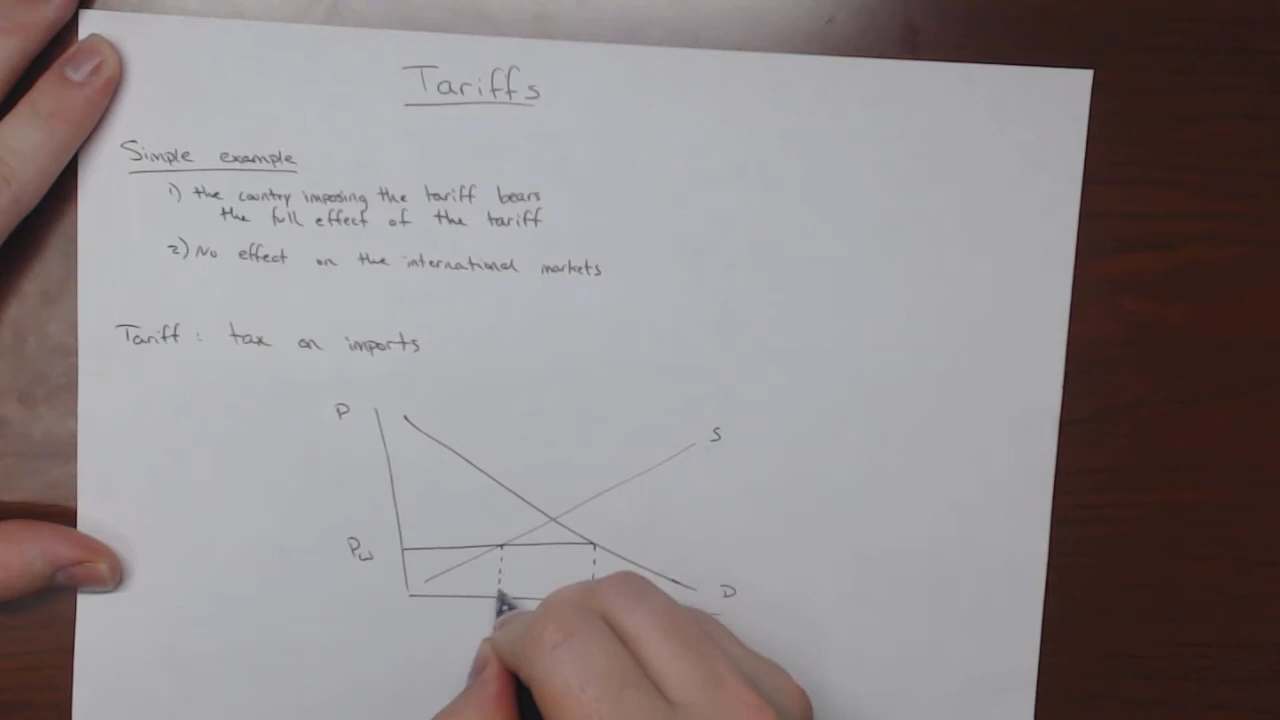 Tariffs
Simple example
1) the country imposing the tariff bears
the full effect of the tariff
2) No effect on the international markets
Tariff : tax on imports
P
S
Pw
D